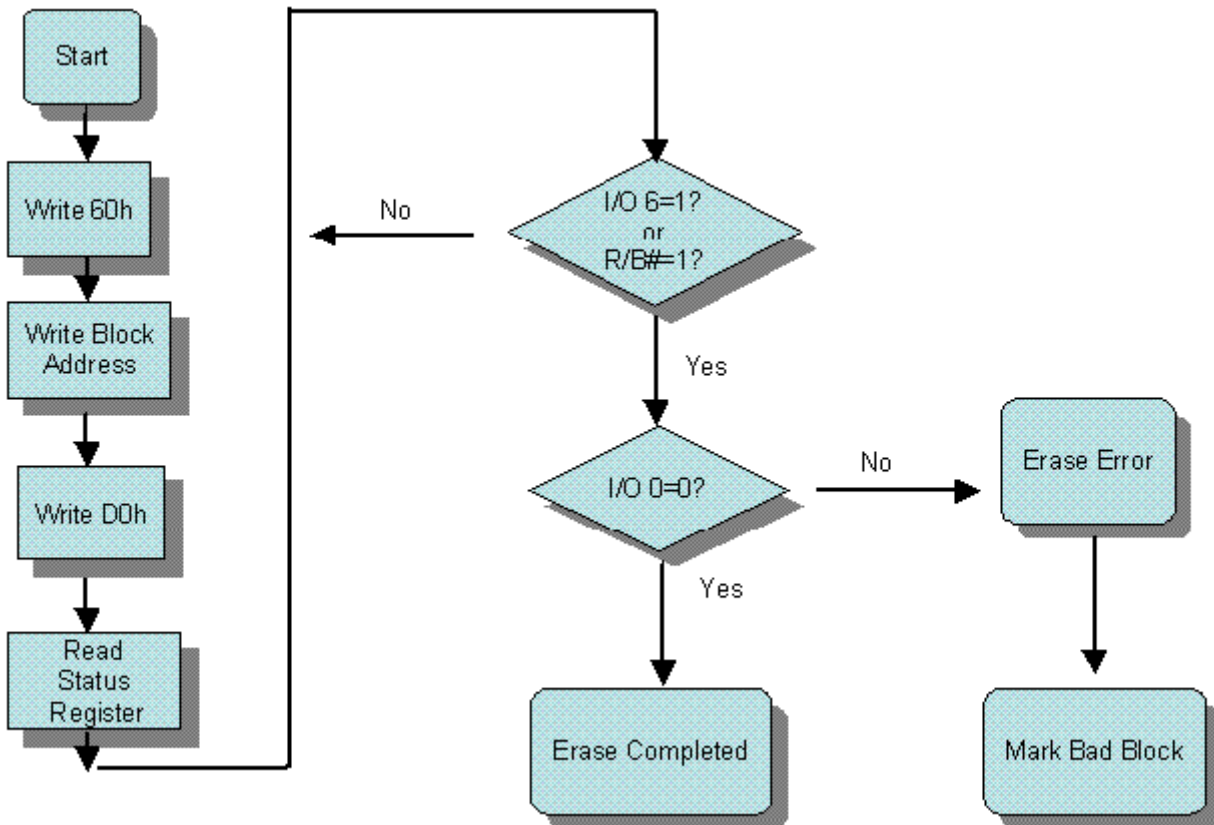 Start
Write 60h
Write Block
Address
Write D0h
Read
Status
Register
I/O 6=1?
or
R/B#=1?
No
Yes
I/O 0=0?
No
Yes
Erase Error
Erase Completed
Mark Bad Block